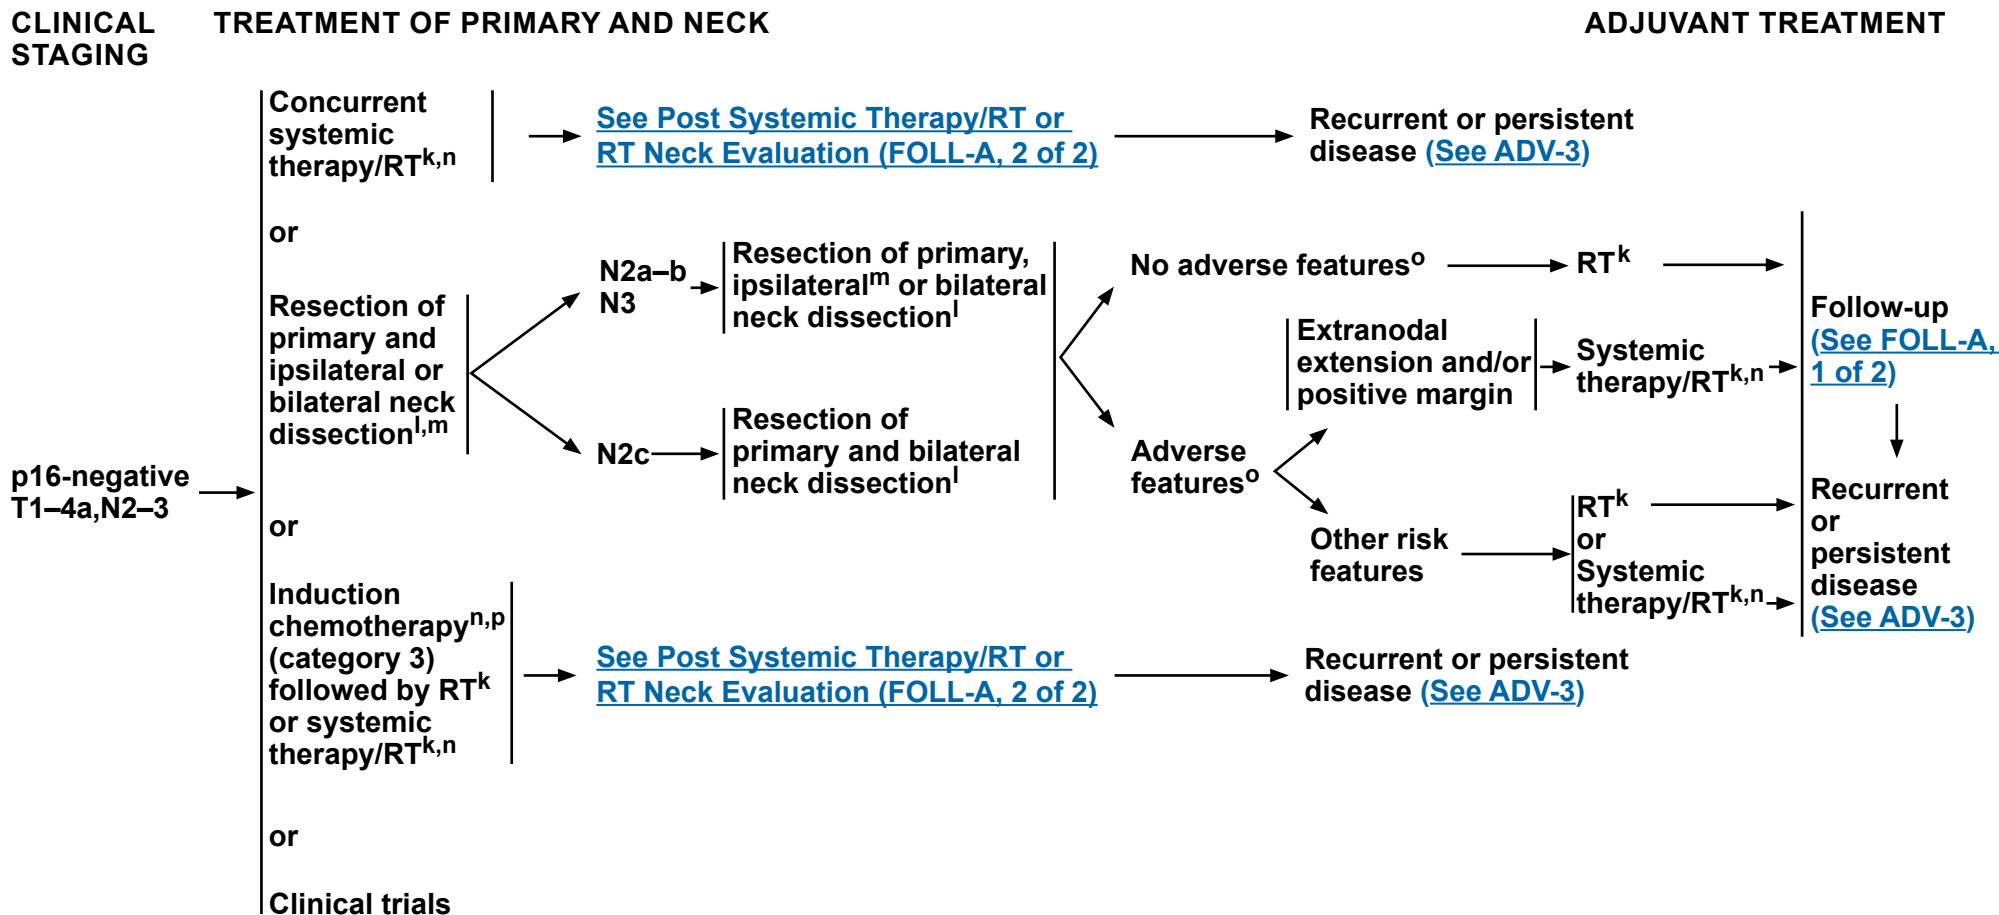 CLINICAL
STAGING
TREATMENT OF PRIMARY AND NECK
ADJUVANT TREATMENT
p16-negative
T1–4a,N2–3
Concurrent
systemic
therapy/RTk,n
See Post Systemic Therapy/RT or
RT Neck Evaluation (FOLL-A, 2 of 2)
Recurrent or persistent
disease (See ADV-3)
or
Resection of
primary and
ipsilateral or
bilateral neck
dissectionl,m
N2a–b
N3
Resection of primary,
ipsilateralm or bilateral
neck dissectionl
N2c
Resection of
primary and bilateral
neck dissectionl
No adverse featureso
RTk
Adverse
featureso
Extranodal
extension and/or
positive margin
Systemic
therapy/RTk,n
Other risk
features
RTk
or
Systemic
therapy/RTk,n
Follow-up
(See FOLL-A,
1 of 2)
Recurrent
or
persistent
disease
(See ADV-3)
or
Induction
chemotherapyn,p
(category 3)
followed by RTk
or systemic
therapy/RTk,n
See Post Systemic Therapy/RT or
RT Neck Evaluation (FOLL-A, 2 of 2)
Recurrent or persistent
disease (See ADV-3)
or
Clinical trials